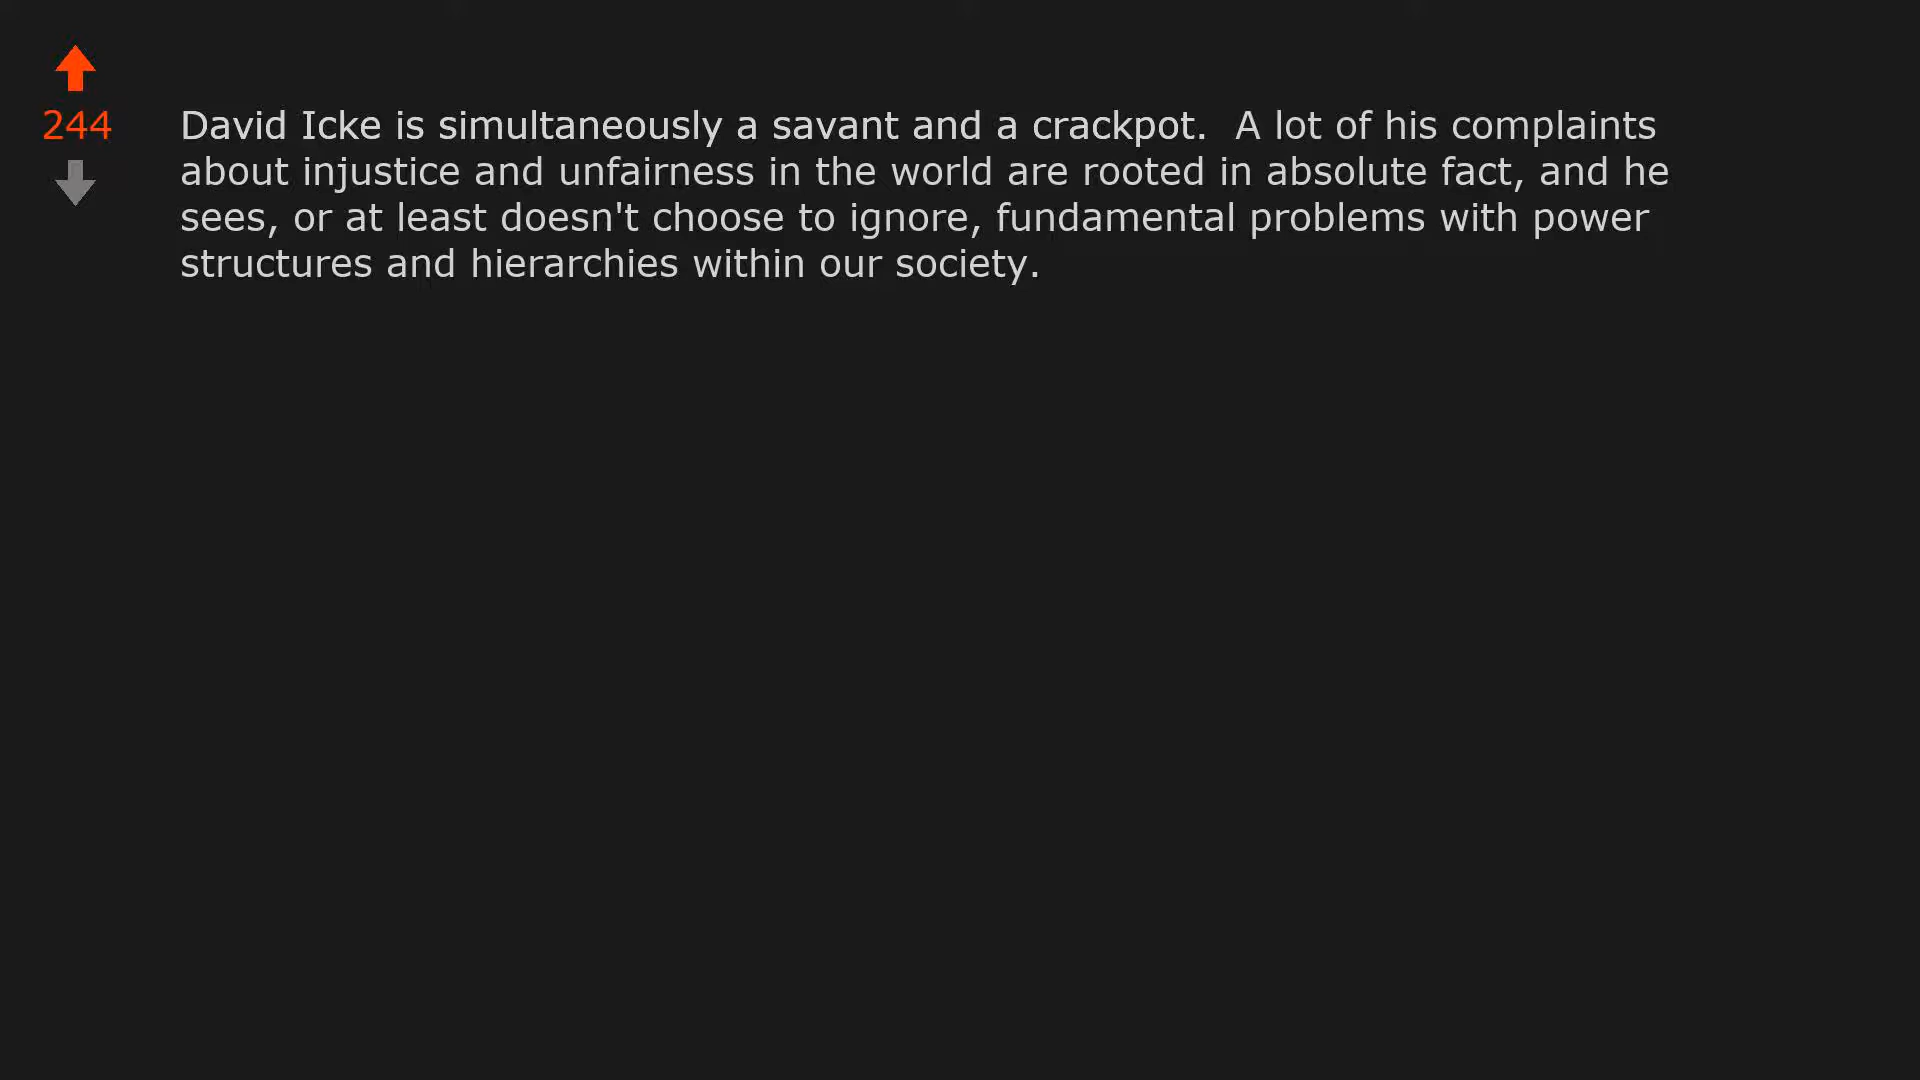 244
David Icke is simultaneously a savant and a crackpot.  A lot of his complaints
about injustice and unfairness in the world are rooted in absolute fact, and he
sees, or at least doesn't choose to ignore, fundamental problems with power
structures and hierarchies within our society.